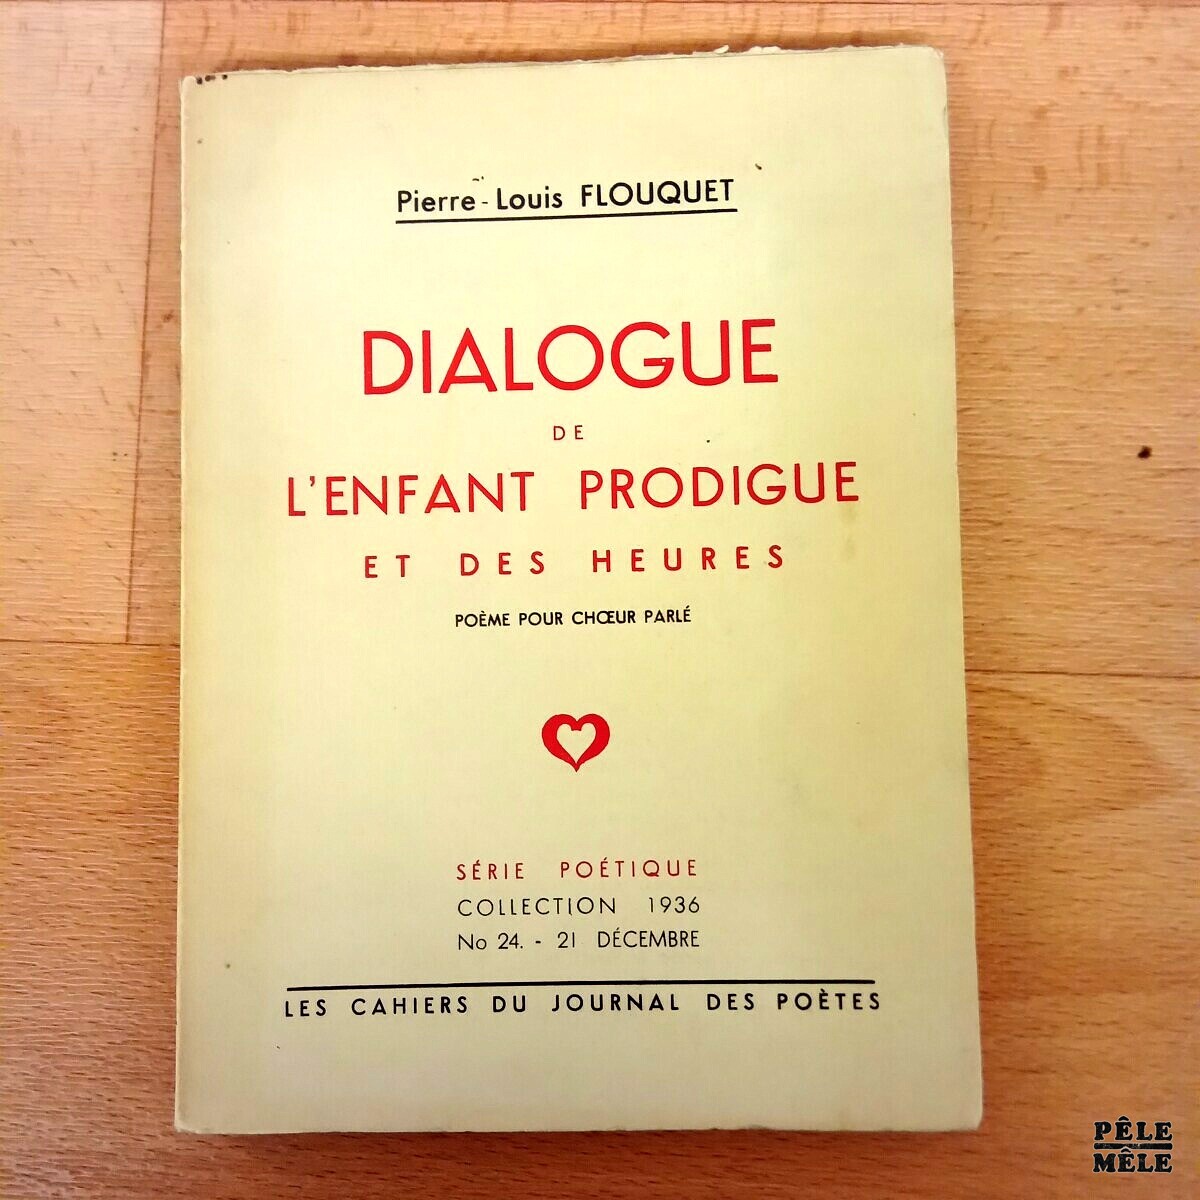 Pierre-Louis FLOUQUET
DIALOGUE
DE
L'ENFANT PRODIGUE
ET DES HEURES
POÈME POUR CHŒUR PARLÉ
SÉRIE POÉTIQUE
COLLECTION 1936
No 24. - 21 DÉCEMBRE
LES CAHIERS DU JOURNAL DES POÈTES
PÊLE
MÊLE